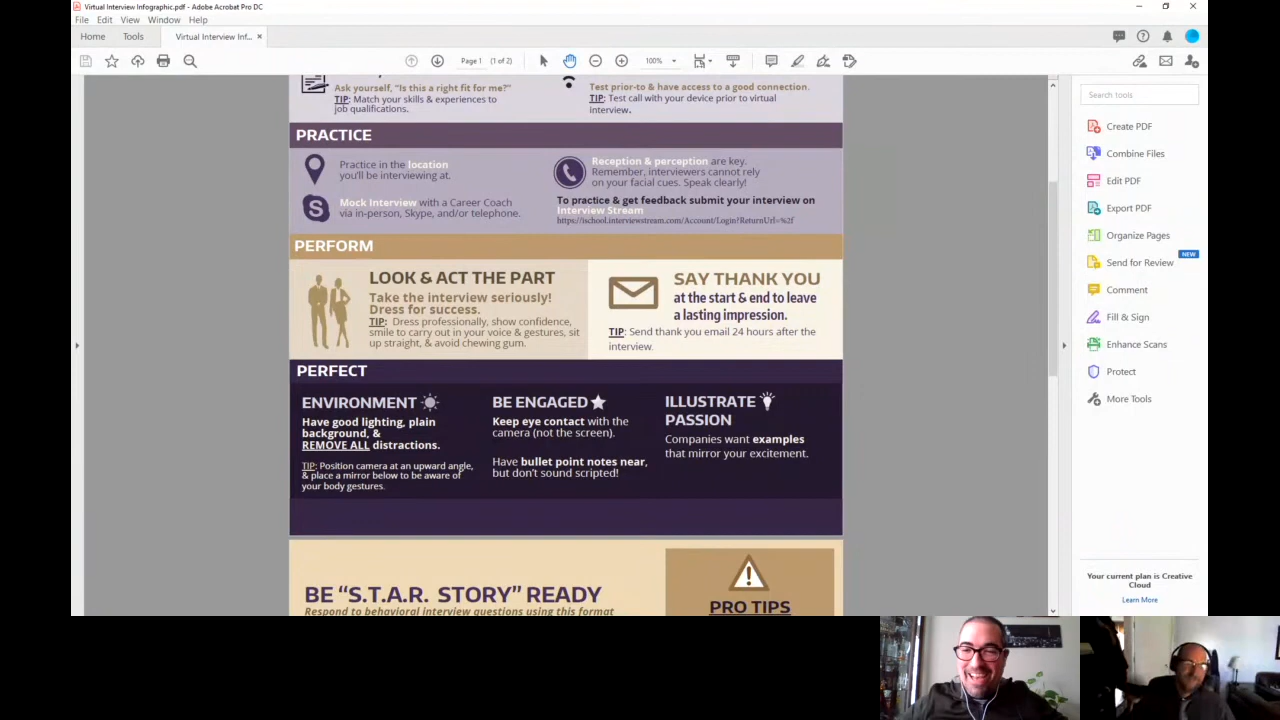 Virtual Interview Infographic.pdf - Adobe Acrobat Pro DC
File Edit View Window Help
Home Tools Virtual Interview Inf... ×
Page 1 (1 of 2) 100%
Ask yourself, "Is this a right fit for me?"
TIP: Match your skills & experiences to
job qualifications.
Test prior-to & have access to a good connection.
TIP: Test call with your device prior to virtual
interview.
PRACTICE
Practice in the location
you'll be interviewing at.
Mock Interview with a Career Coach
via in-person, Skype, and/or telephone.
Reception & perception are key.
Remember, interviewers cannot rely
on your facial cues. Speak clearly!
To practice & get feedback submit your interview on
Interview Stream
https://ischool.interviewstream.com/Account/Login?ReturnUrl=%2f
PERFORM
LOOK & ACT THE PART
Take the interview seriously!
Dress for success.
TIP: Dress professionally, show confidence,
smile to carry out in your voice & gestures, sit
up straight, & avoid chewing gum.
SAY THANK YOU
at the start & end to leave
a lasting impression.
TIP: Send thank you email 24 hours after the
interview.
PERFECT
ENVIRONMENT
Have good lighting, plain
background, &
REMOVE ALL distractions.
TIP: Position camera at an upward angle,
& place a mirror below to be aware of
your body gestures.
BE ENGAGED
Keep eye contact with the
camera (not the screen).
Have bullet point notes near,
but don't sound scripted!
ILLUSTRATE
PASSION
Companies want examples
that mirror your excitement.
BE "S.T.A.R. STORY" READY
Respond to behavioral interview questions using this format
PRO TIPS
Search tools
Create PDF
Combine Files
Edit PDF
Export PDF
Organize Pages
NEW
Send for Review
Comment
Fill & Sign
Enhance Scans
Protect
More Tools
Your current plan is Creative
Cloud
Learn More